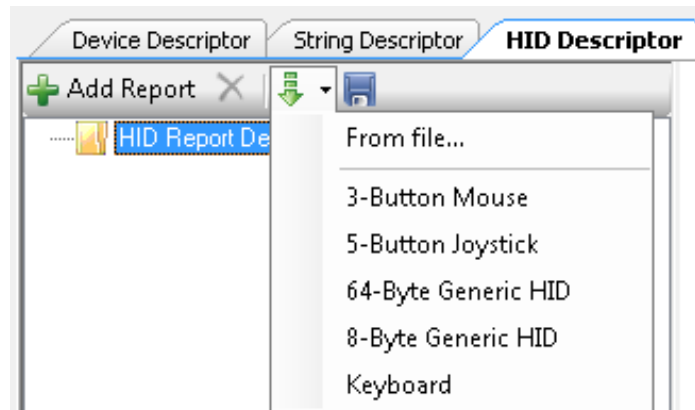 Device Descriptor String Descriptor HID Descriptor
Add Report
HID Report De
From file...
3-Button Mouse
5-Button Joystick
64-Byte Generic HID
8-Byte Generic HID
Keyboard